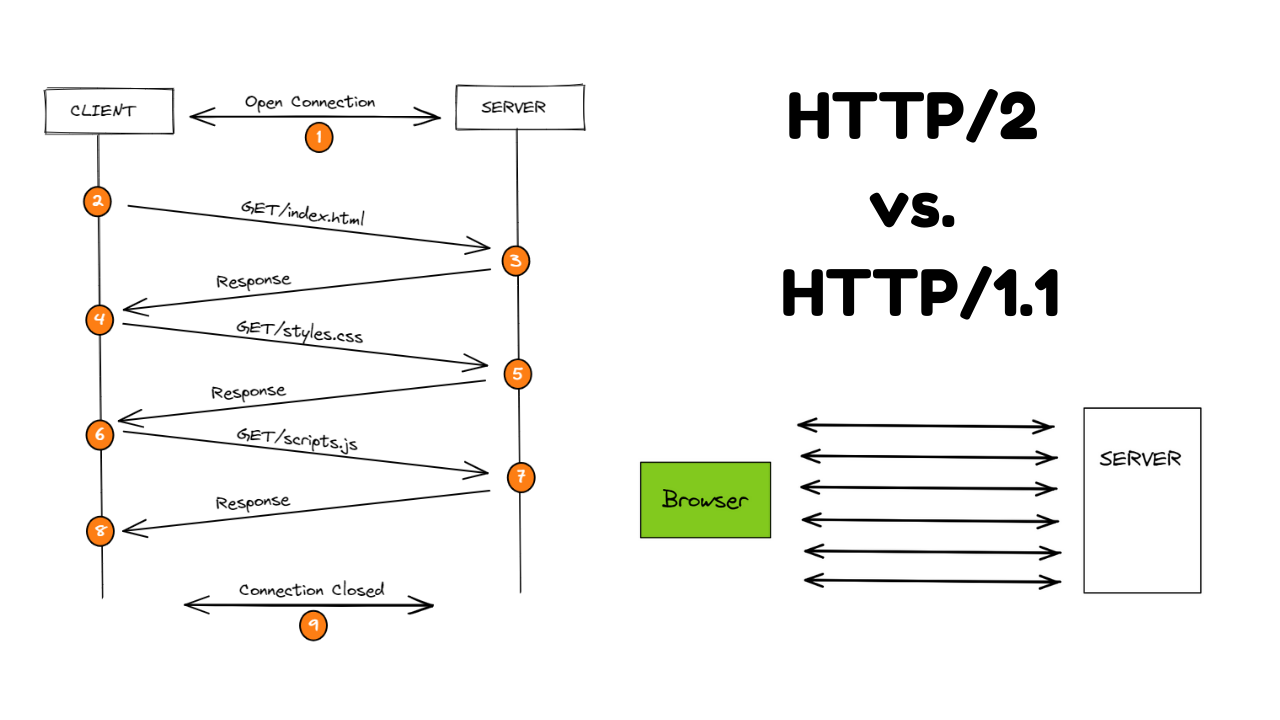 CLIENT
Open Connection
SERVER
1
2
GET/index.html
3
Response
4
GET/styles.css
5
Response
6
GET/scripts.js
7
Response
8
Connection Closed
9
HTTP/2
vs.
HTTP/1.1
Browser
SERVER